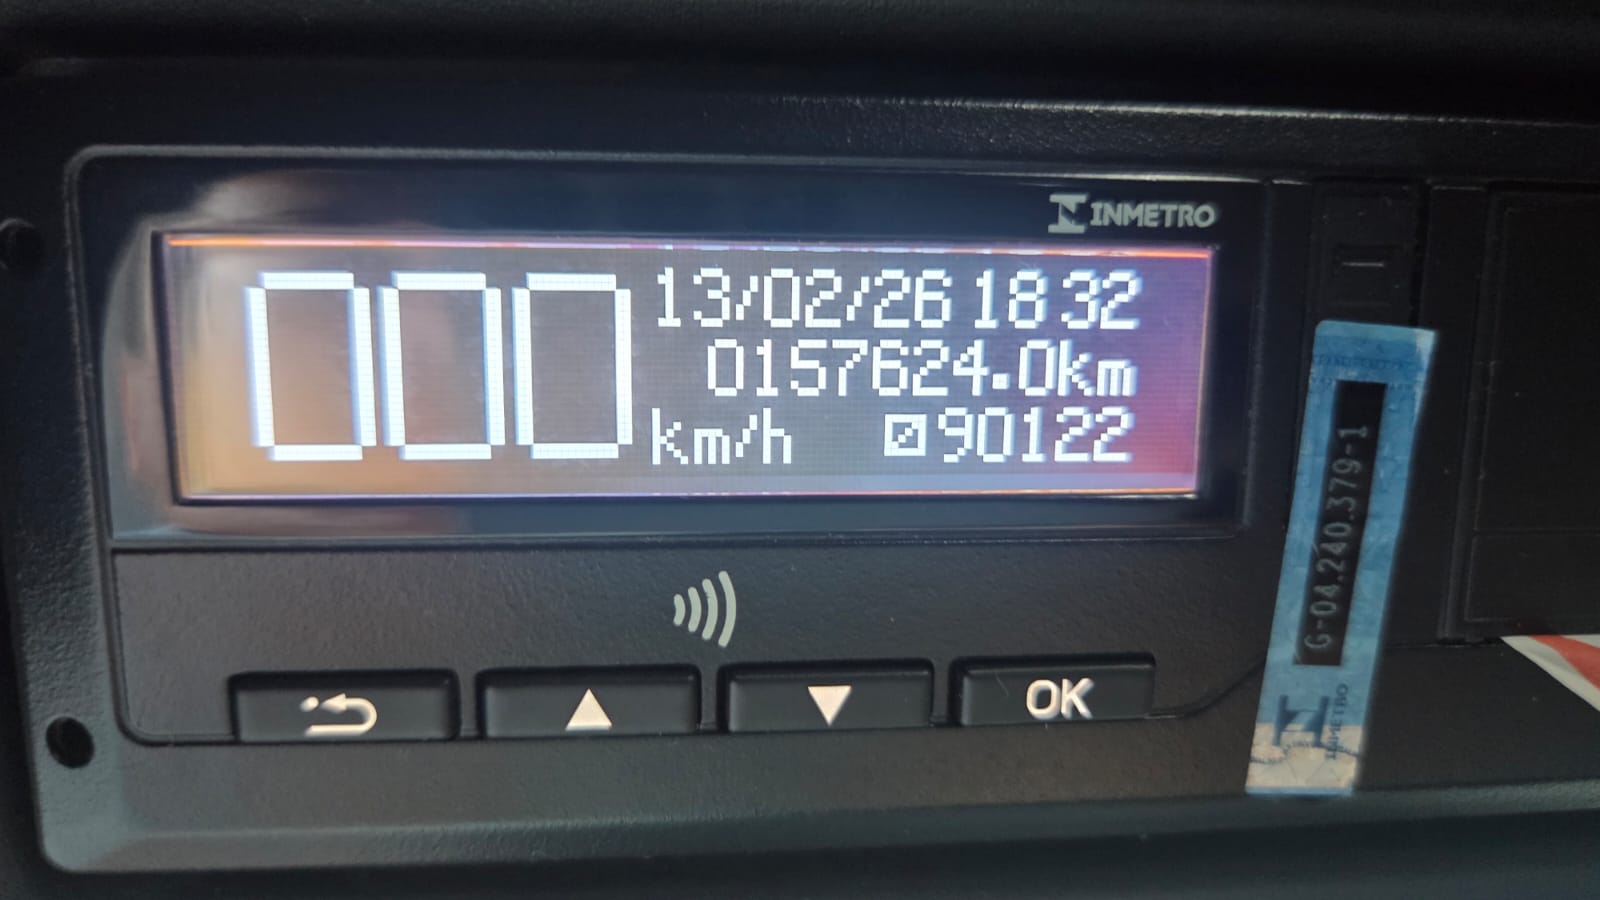 INMETRO
000
13/02/26 18 32
0157624.0km
km/h
90122
OK
G-04.240.379-1
INMETRO